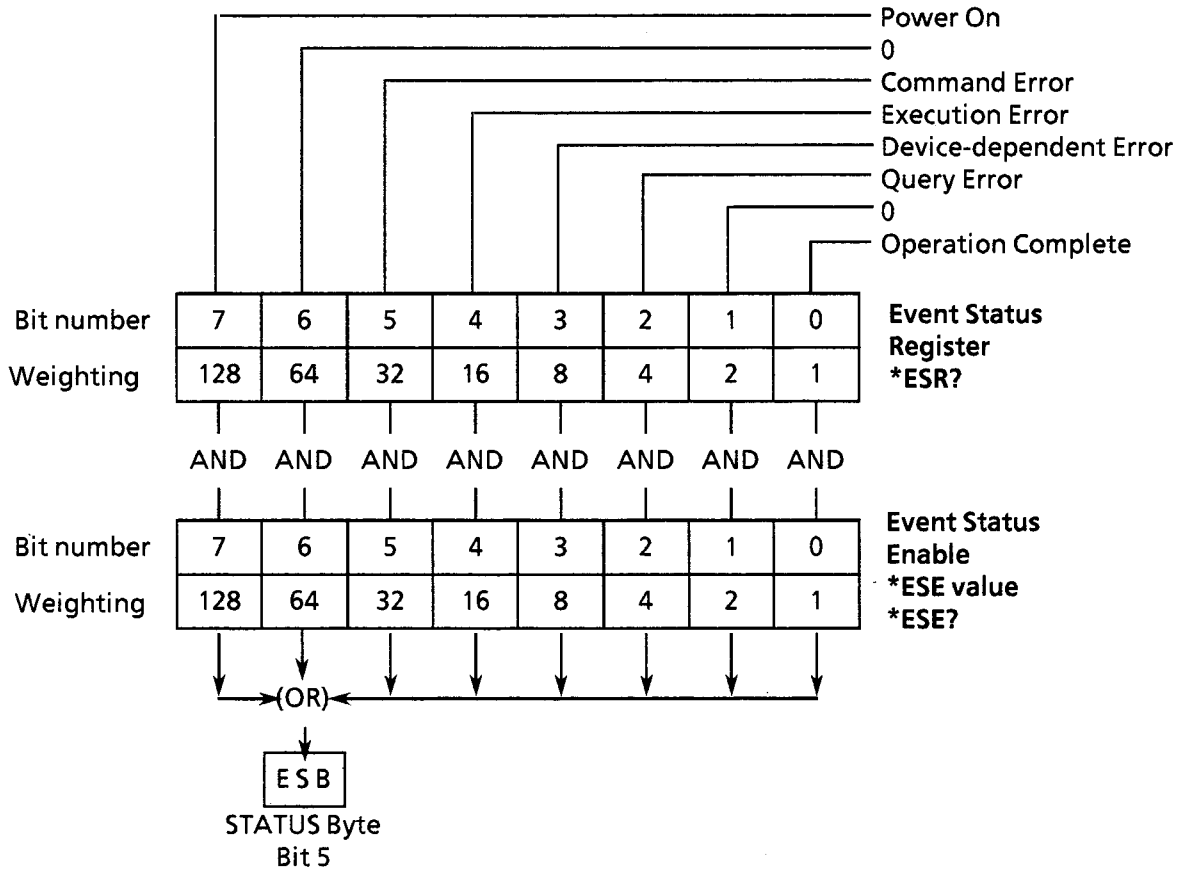 Power On
0
Command Error
Execution Error
Device-dependent Error
Query Error
0
Operation Complete
Bit number 7 6 5 4 3 2 1 0
Weighting 128 64 32 16 8 4 2 1
Event Status
Register
*ESR?
AND AND AND AND AND AND AND AND
Bit number 7 6 5 4 3 2 1 0
Weighting 128 64 32 16 8 4 2 1
Event Status
Enable
*ESE value
*ESE?
(OR)
E S B
STATUS Byte
Bit 5